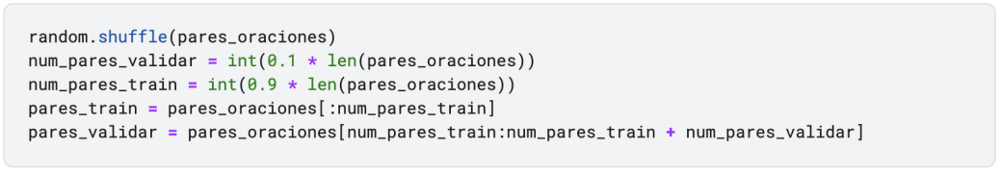 random.shuffle(pares_oraciones)
num_pares_validar = int(0.1 * len(pares_oraciones))
num_pares_train = int(0.9 * len(pares_oraciones))
pares_train = pares_oraciones[:num_pares_train]
pares_validar = pares_oraciones[num_pares_train:num_pares_train + num_pares_validar]